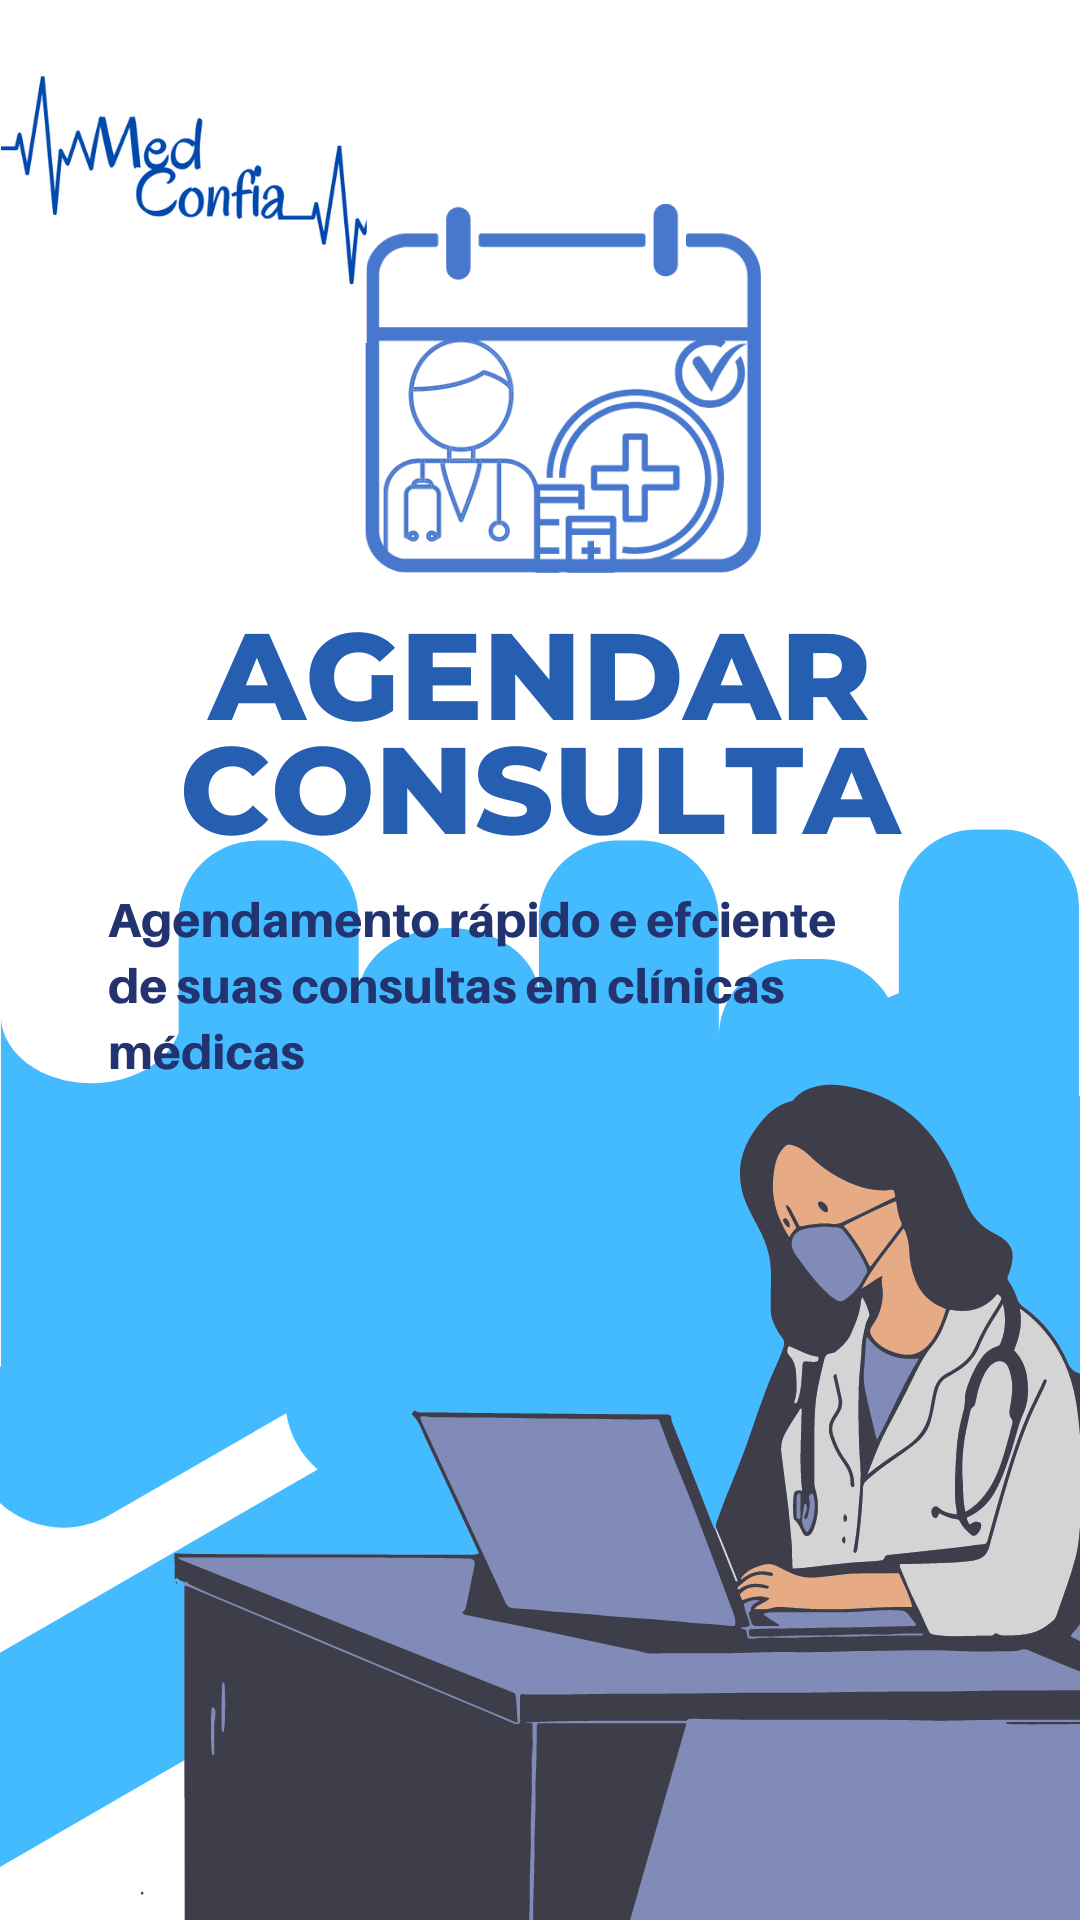 Med
Confia
AGENDAR
CONSULTA
Agendamento rápido e efciente
de suas consultas em clínicas
médicas